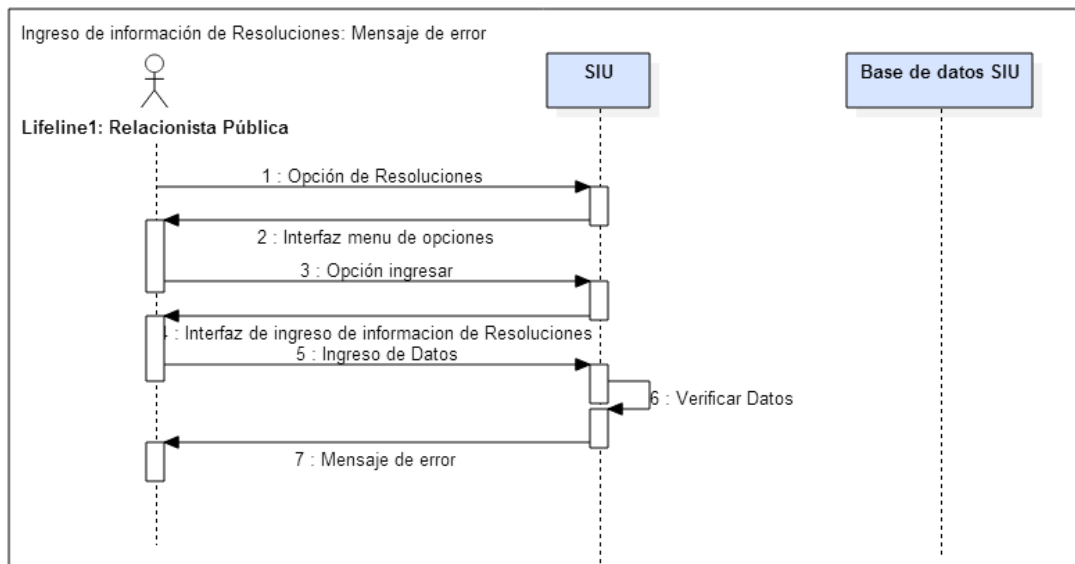 Ingreso de información de Resoluciones: Mensaje de error
SIU
Base de datos SIU
Lifeline1: Relacionista Pública
1 : Opción de Resoluciones
2 : Interfaz menu de opciones
3 : Opción ingresar
4 : Interfaz de ingreso de informacion de Resoluciones
5 : Ingreso de Datos
6 : Verificar Datos
7 : Mensaje de error